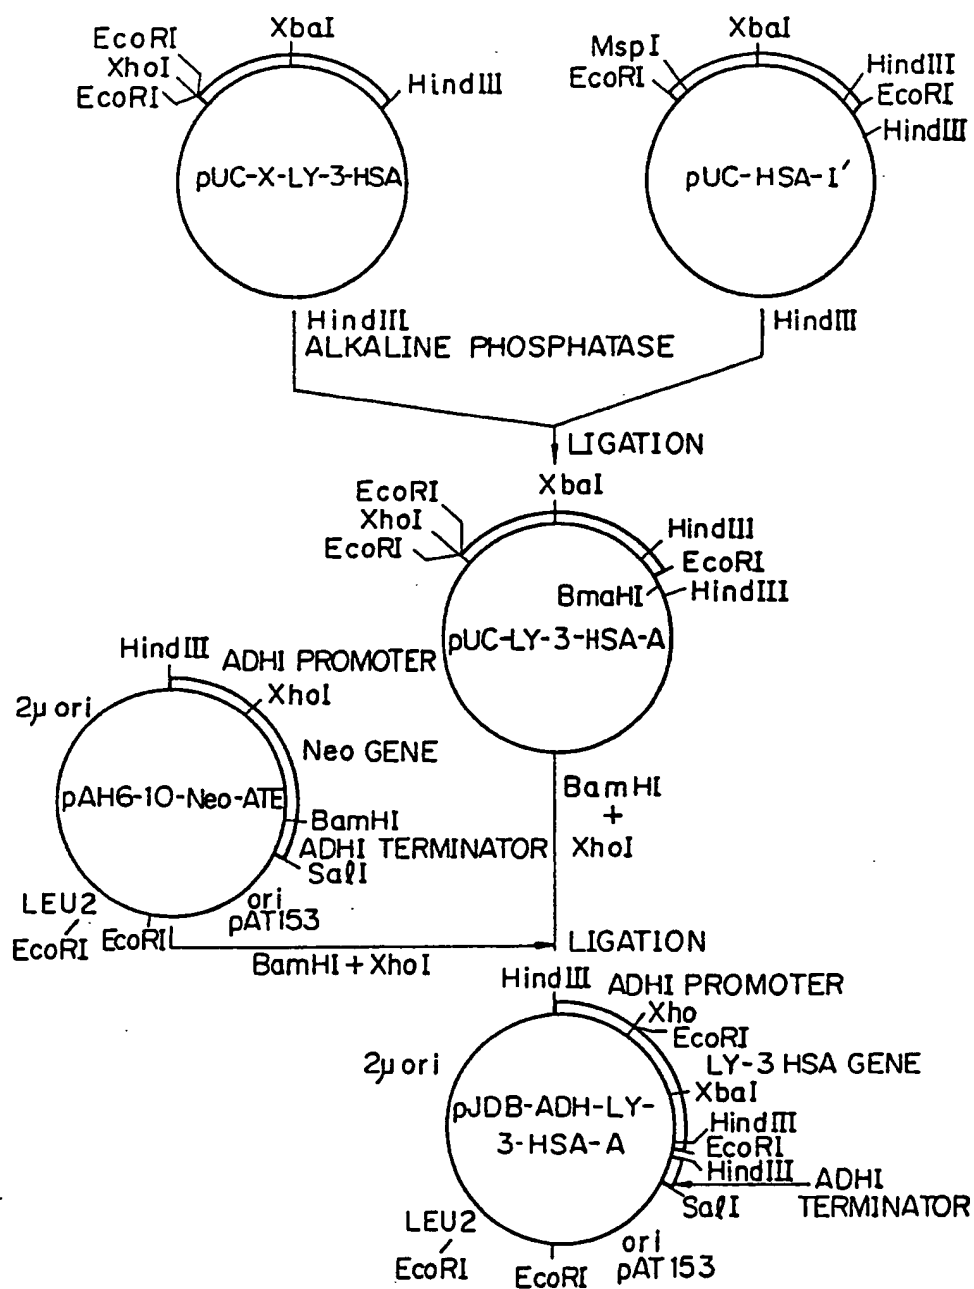 EcoRI
XhoI
EcoRI
XbaI
HindIII
pUC-X-LY-3-HSA
MspI
EcoRI
XbaI
HindIII
EcoRI
HindIII
pUC-HSA-I'
HindIII
ALKALINE PHOSPHATASE
HindIII
LIGATION
EcoRI
XhoI
EcoRI
XbaI
HindIII
EcoRI
HindIII
BmaHI
pUC-LY-3-HSA-A
HindIII
ADHI PROMOTER
XhoI
2μ ori
Neo GENE
pAH6-10-Neo-ATE
BamHI
ADHI TERMINATOR
SalI
ori
pAT153
LEU2
EcoRI
EcoRI
BamHI
+
XhoI
BamHI + XhoI
LIGATION
HindIII
ADHI PROMOTER
Xho
EcoRI
LY-3 HSA GENE
2μ ori
XbaI
pJDB-ADH-LY-
3-HSA-A
HindIII
EcoRI
HindIII
ADHI
TERMINATOR
SalI
LEU2
EcoRI
EcoRI
ori
pAT153